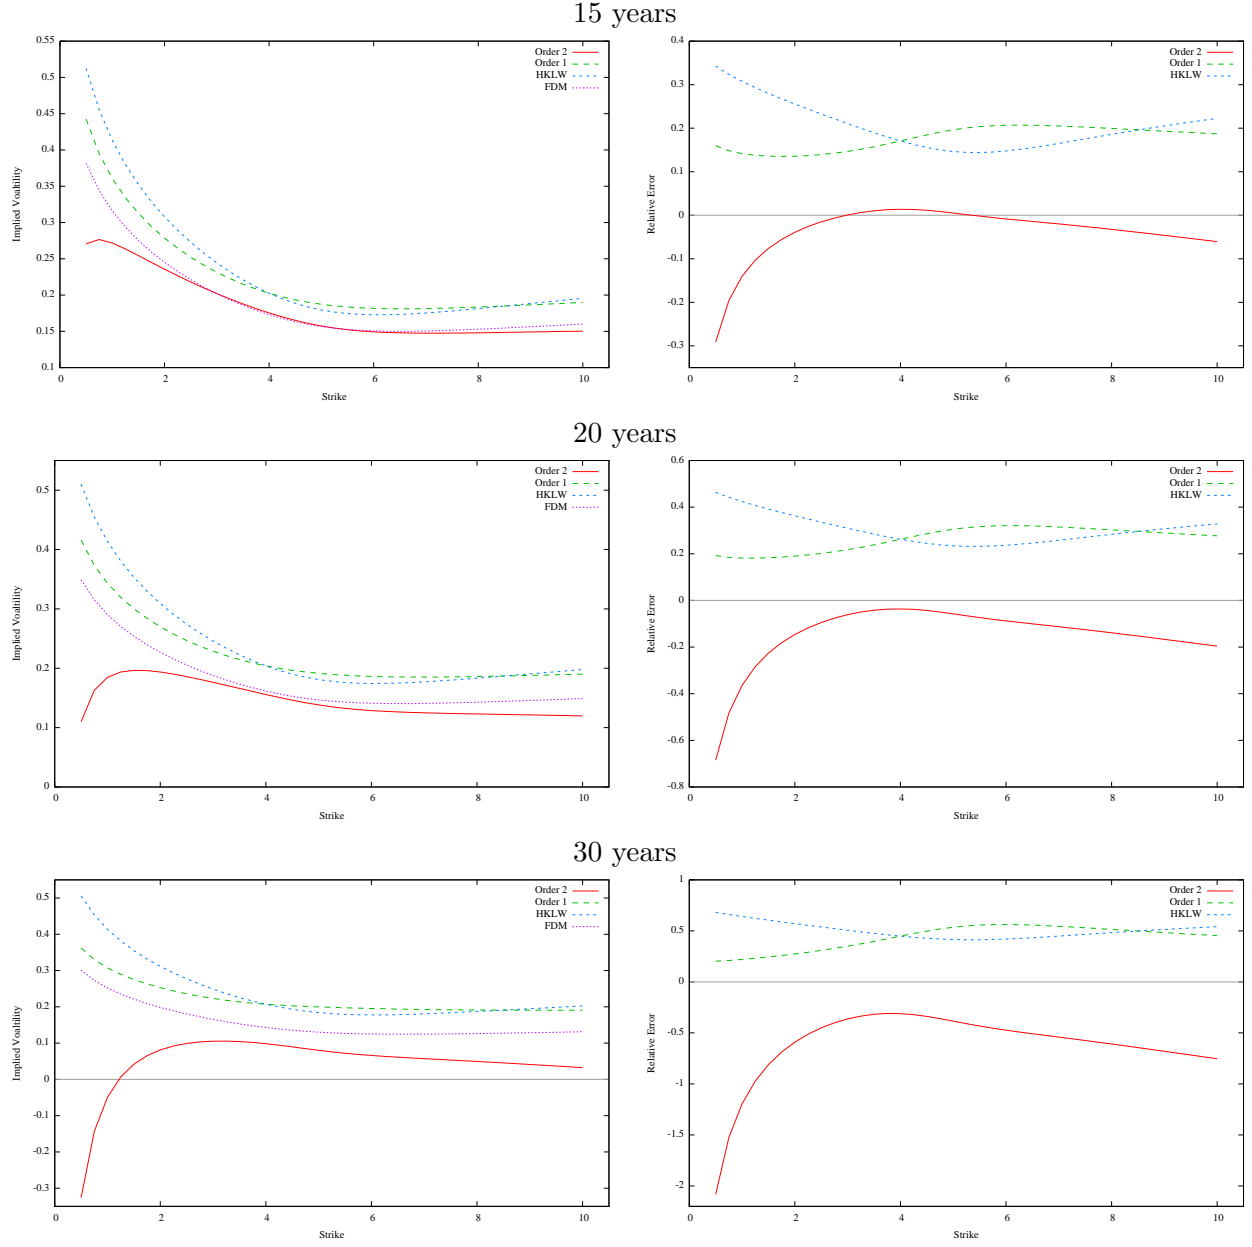 15 years
0.55
0.5
0.45
0.4
0.35
0.3
0.25
0.2
0.15
0.1
0 2 4 6 8 10
Implied Voaltility
Strike
Order 2
Order 1
HKLW
FDM
0.4
0.3
0.2
0.1
0
-0.1
-0.2
-0.3
0 2 4 6 8 10
Relative Error
Strike
Order 2
Order 1
HKLW
20 years
0.5
0.4
0.3
0.2
0.1
0
0 2 4 6 8 10
Implied Voaltility
Strike
Order 2
Order 1
HKLW
FDM
0.6
0.4
0.2
0
-0.2
-0.4
-0.6
-0.8
0 2 4 6 8 10
Relative Error
Strike
Order 2
Order 1
HKLW
30 years
0.5
0.4
0.3
0.2
0.1
0
-0.1
-0.2
-0.3
0 2 4 6 8 10
Implied Voaltility
Strike
Order 2
Order 1
HKLW
FDM
1
0.5
0
-0.5
-1
-1.5
-2
0 2 4 6 8 10
Relative Error
Strike
Order 2
Order 1
HKLW